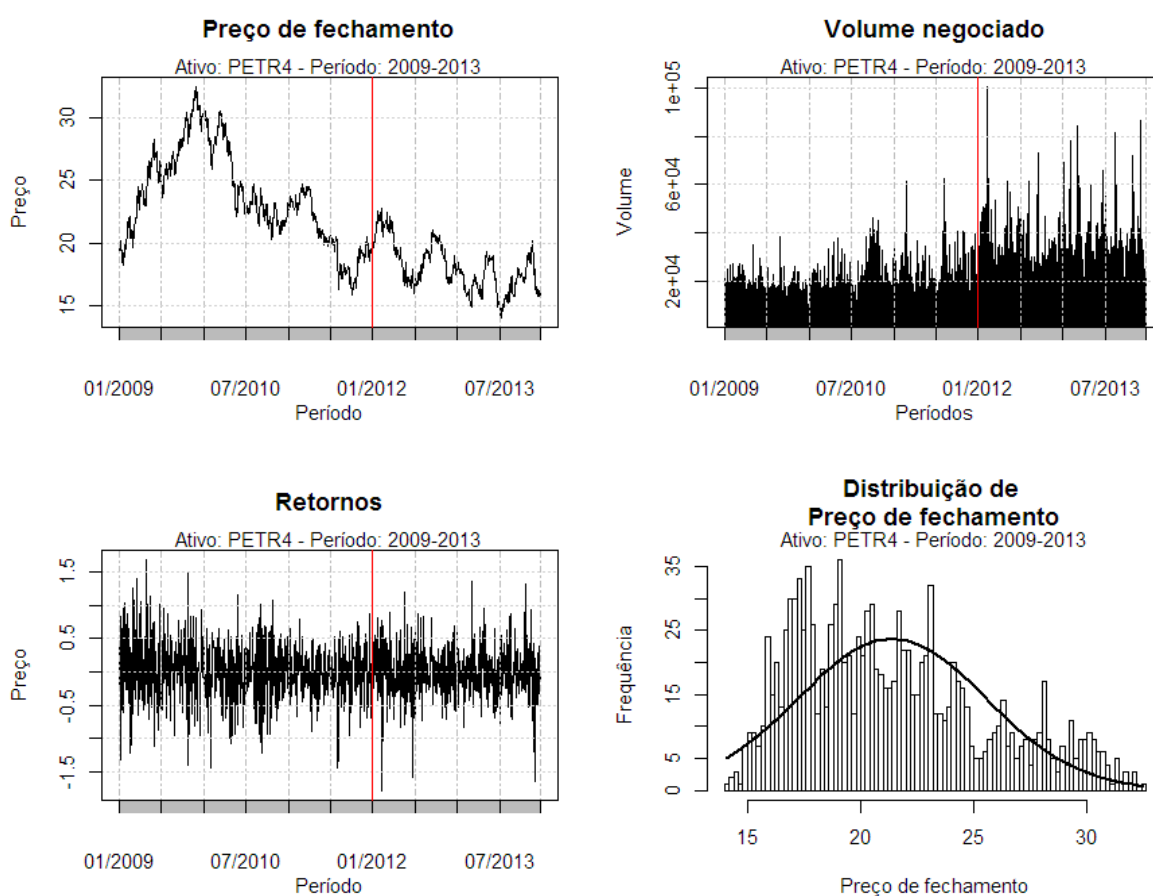 Preço de fechamento
Ativo: PETR4 - Período: 2009-2013
Preço
30
25
20
15
01/2009 07/2010 01/2012 07/2013
Período
Volume negociado
Ativo: PETR4 - Período: 2009-2013
Volume
1e+05
6e+04
2e+04
01/2009 07/2010 01/2012 07/2013
Períodos
Retornos
Ativo: PETR4 - Período: 2009-2013
Preço
1.5
0.5
-0.5
-1.5
01/2009 07/2010 01/2012 07/2013
Período
Distribuição de
Preço de fechamento
Ativo: PETR4 - Período: 2009-2013
Frequência
35
25
15
5
0
15 20 25 30
Preço de fechamento